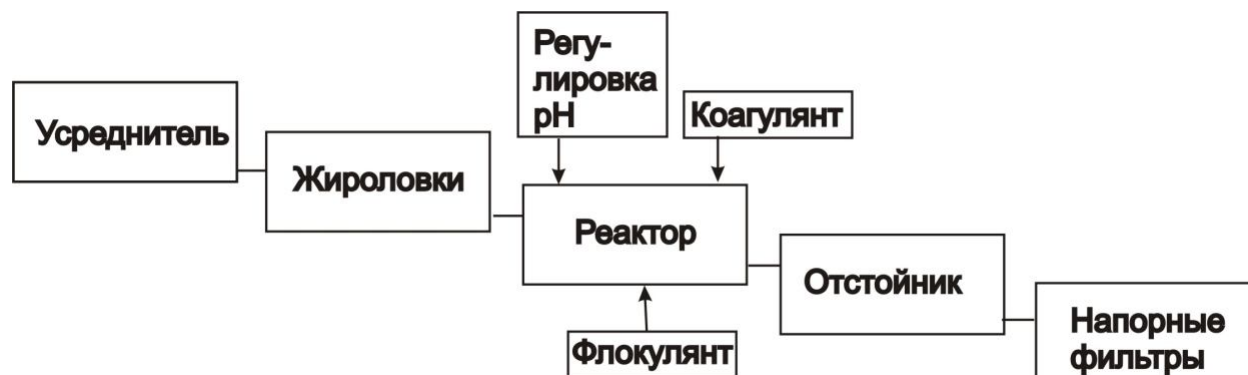 Регу-
лировка
pH
Усреднитель
Коагулянт
Жироловки
Реактор
Отстойник
Флокулянт
Напорные
фильтры